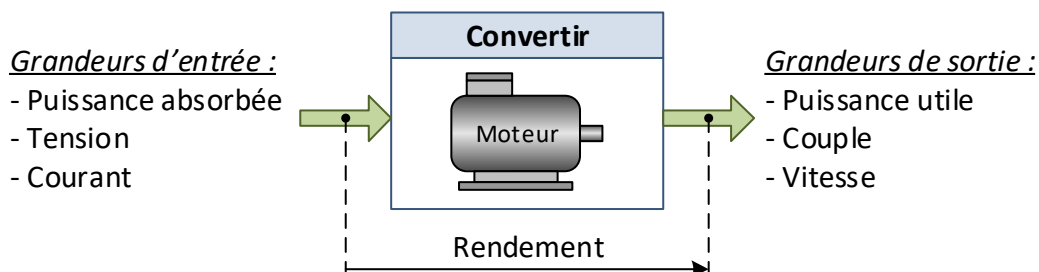 Convertir
Grandeurs d'entrée :
- Puissance absorbée
- Tension
- Courant
Moteur
Grandeurs de sortie :
- Puissance utile
- Couple
- Vitesse
Rendement